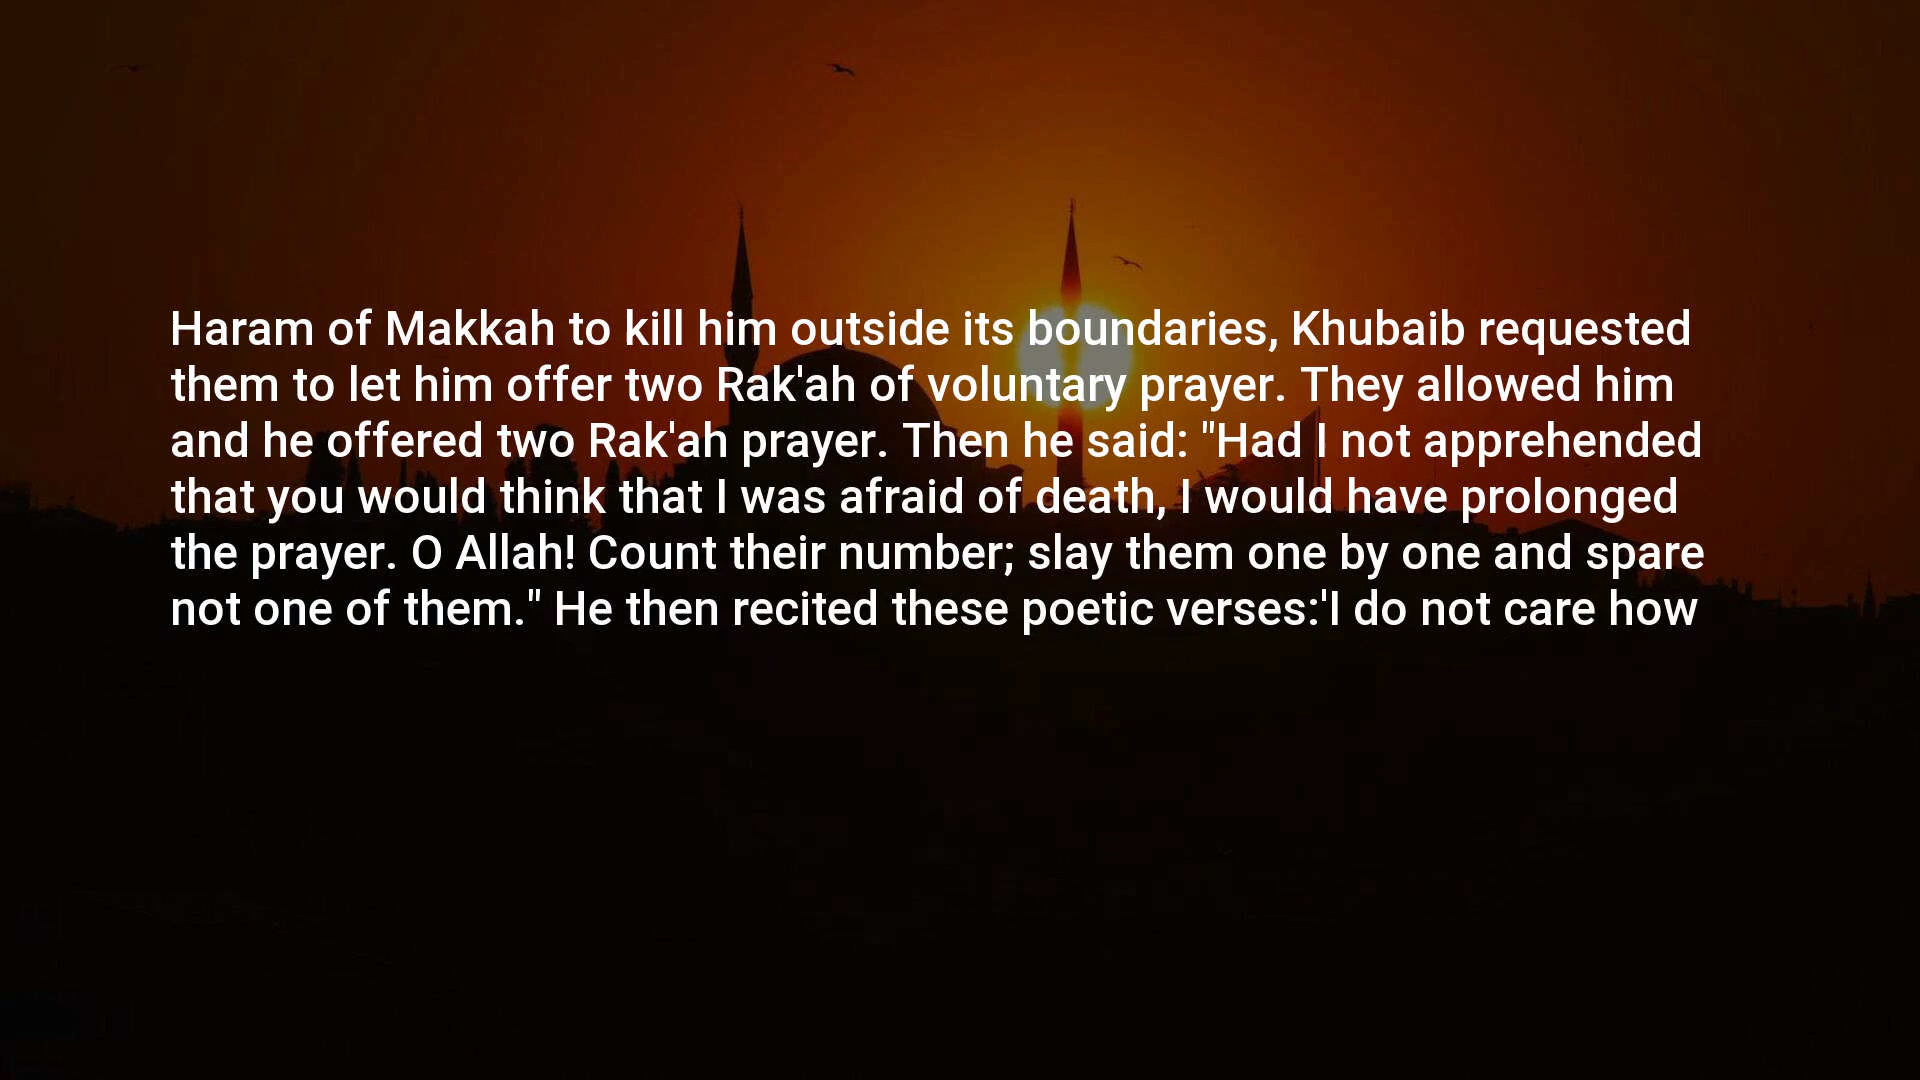 Haram of Makkah to kill him outside its boundaries, Khubaib requested
them to let him offer two Rak'ah of voluntary prayer. They allowed him
and he offered two Rak'ah prayer. Then he said: "Had I not apprehended
that you would think that I was afraid of death, I would have prolonged
the prayer. O Allah! Count their number; slay them one by one and spare
not one of them." He then recited these poetic verses:'I do not care how